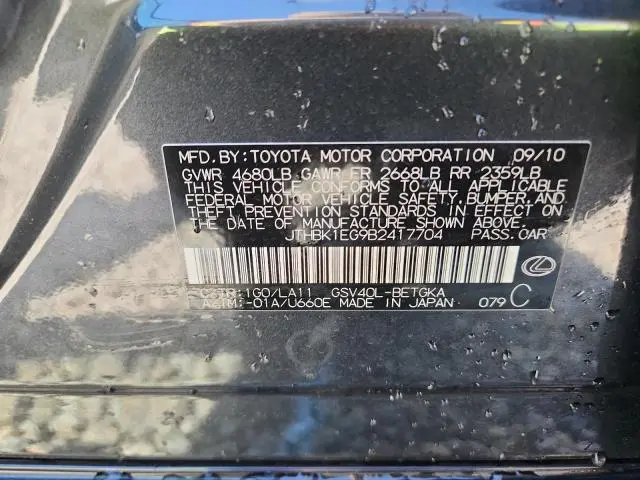 MFD. BY: TOYOTA MOTOR CORPORATION 09/10
GVWR 4680LB GAWR FR 2668LB RR 2359LB
THIS VEHICLE CONFORMS TO ALL APPLICABLE
FEDERAL MOTOR VEHICLE SAFETY, BUMPER, AND
THEFT PREVENTION STANDARDS IN EFFECT ON
THE DATE OF MANUFACTURE SHOWN ABOVE.
JTHBK1EG9B2417704 PASS. CAR
C/TR: 1G0/LA11 GSV40L-BETGKA
A/TM: -01A/U660E MADE IN JAPAN 079 C